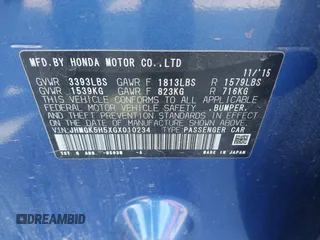 11/'15
MFD.BY HONDA MOTOR CO.,LTD.
GVWR 3393LBS GAWR F 1813LBS R 1579LBS
GVWR 1539KG GAWR F 823KG R 716KG
THIS VEHICLE CONFORMS TO ALL APPLICABLE
FEDERAL MOTOR VEHICLE SAFETY, BUMPER,
AND THEFT PREVENTION STANDARDS IN EFFECT
ON THE DATE OF MANUFACTURE SHOWN ABOVE.
VIN:JHMGK5H5XGX010234 TYPE:PASSENGER CAR
MADE IN JAPAN
DREAMBID